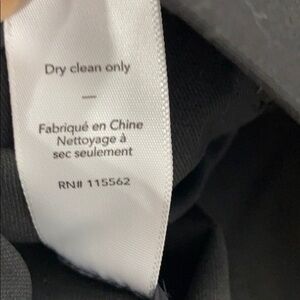 Dry clean only
—
Fabriqué en Chine
Nettoyage à
sec seulement
RN# 115562